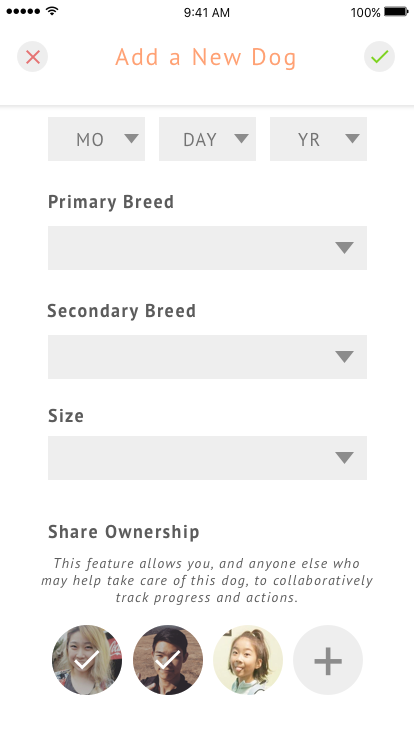 9:41 AM 100%
Add a New Dog
MO DAY YR
Primary Breed
Secondary Breed
Size
Share Ownership
This feature allows you, and anyone else who
may help take care of this dog, to collaboratively
track progress and actions.